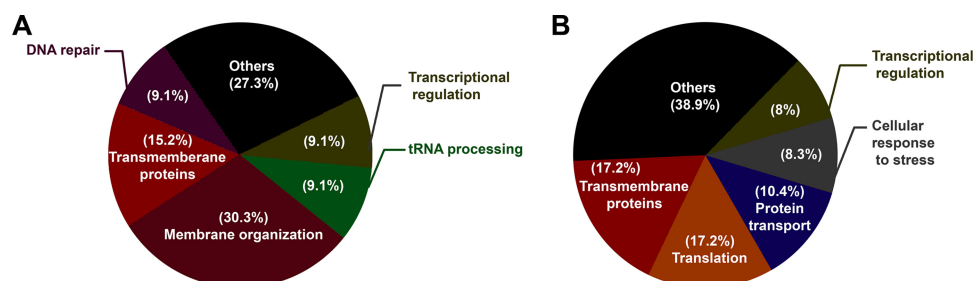 A
DNA repair
Others
(27.3%)
Transcriptional
regulation
(9.1%)
(9.1%)
(15.2%)
Transmemberane
proteins
tRNA processing
(9.1%)
(30.3%)
Membrane organization
B
Others
(38.9%)
Transcriptional
regulation
(8%)
Cellular
response
to stress
(8.3%)
(17.2%)
Transmembrane
proteins
(10.4%)
Protein
transport
(17.2%)
Translation